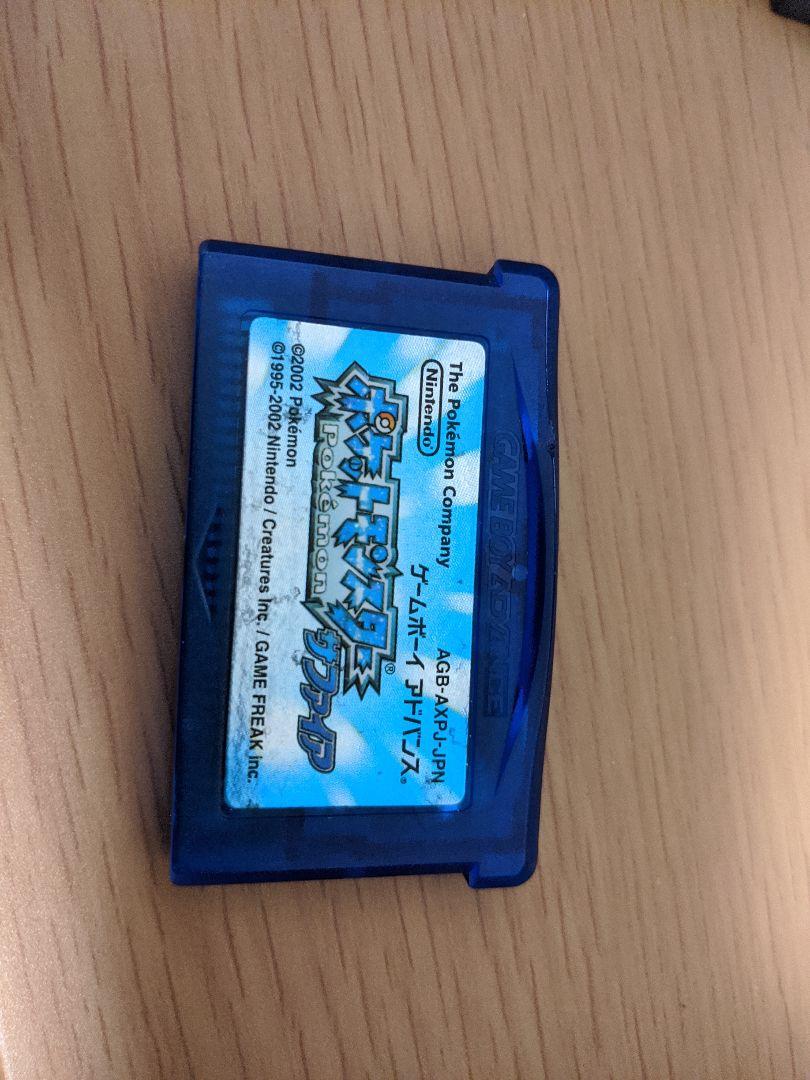 GAME BOY ADVANCE
The Pokémon Company
AGB-AXPJ-JPN
Nintendo®
ゲームボーイ アドバンス®
ポケットモンスター®
Pokémon
サファイア
©2002 Pokémon
©1995-2002 Nintendo / Creatures Inc. / GAME FREAK inc.